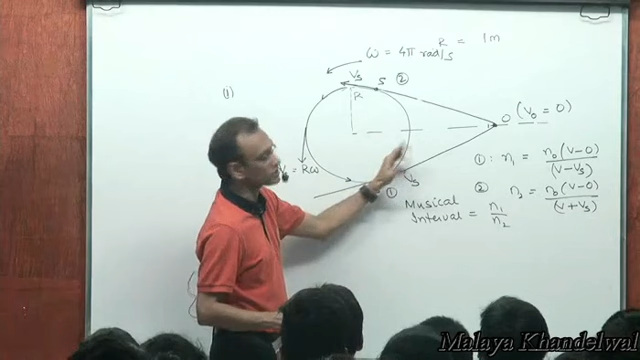 R = 1m
ω = 4π rad/s
(1)
Vs
S ②
R
O (V₀ = 0)
= Rω
Vs
①
①: n₁ = n₀(V-0)/(V-Vs)
② n₂ = n₀(V-0)/(V+Vs)
Musical
Interval = n₁/n₂
Malaya Khandelwal